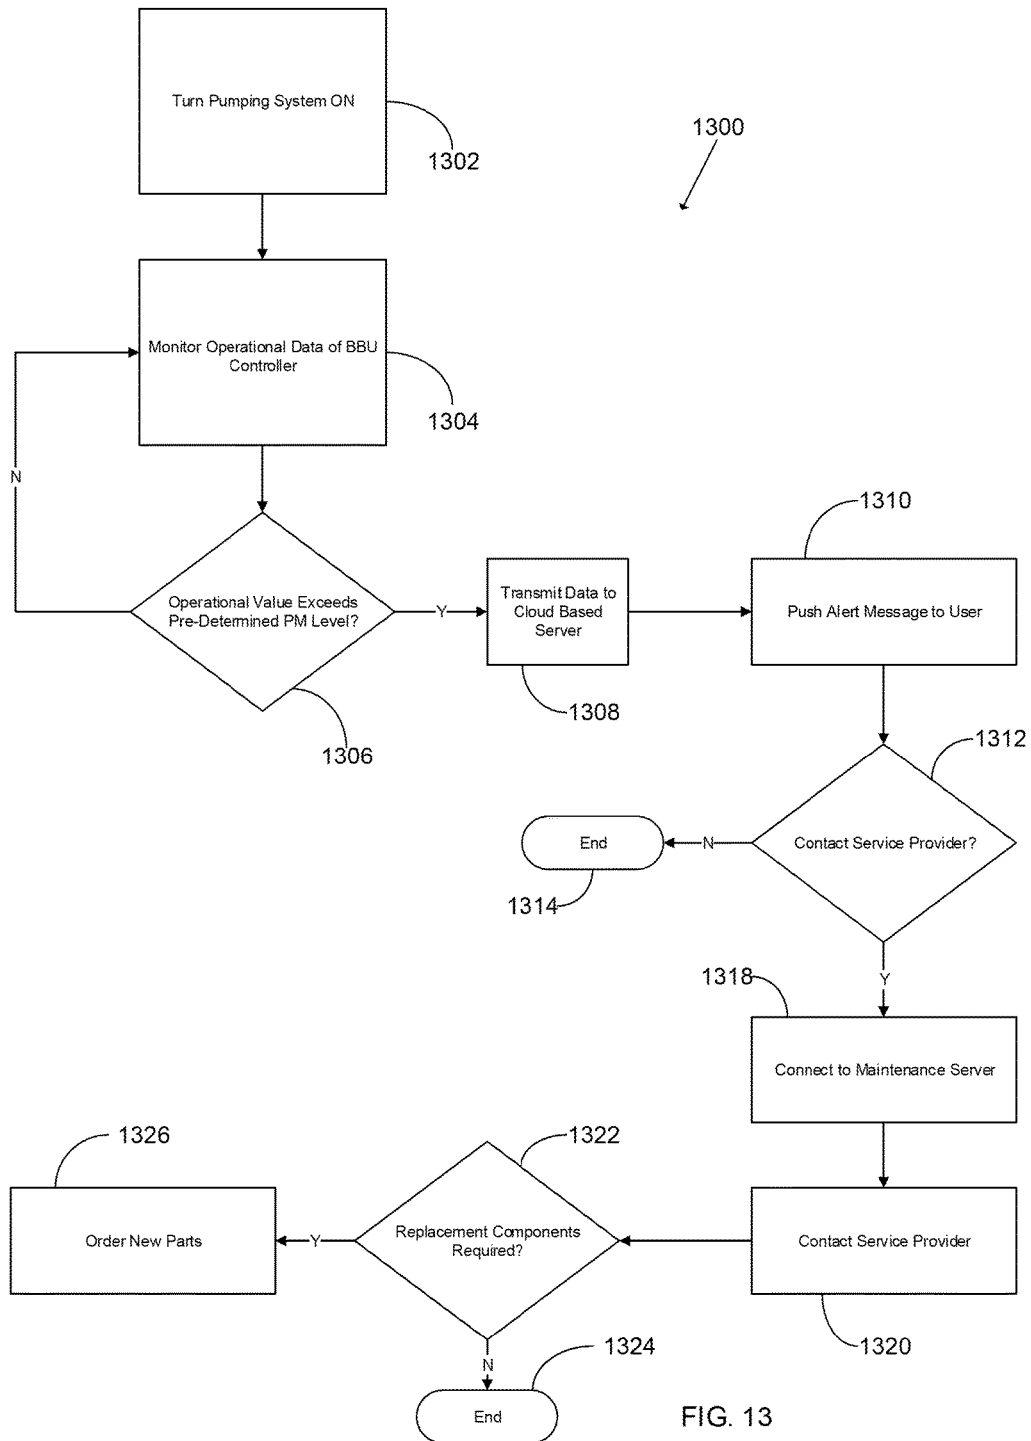 Turn Pumping System ON
1302
1300
Monitor Operational Data of BBU
Controller
1304
N
Operational Value Exceeds
Pre-Determined PM Level?
1306
Y
Transmit Data to
Cloud Based
Server
1308
1310
Push Alert Message to User
1312
Contact Service Provider?
N
End
1314
Y
1318
Connect to Maintenance Server
Contact Service Provider
1320
1322
Replacement Components
Required?
Y
1326
Order New Parts
N
1324
End
FIG. 13